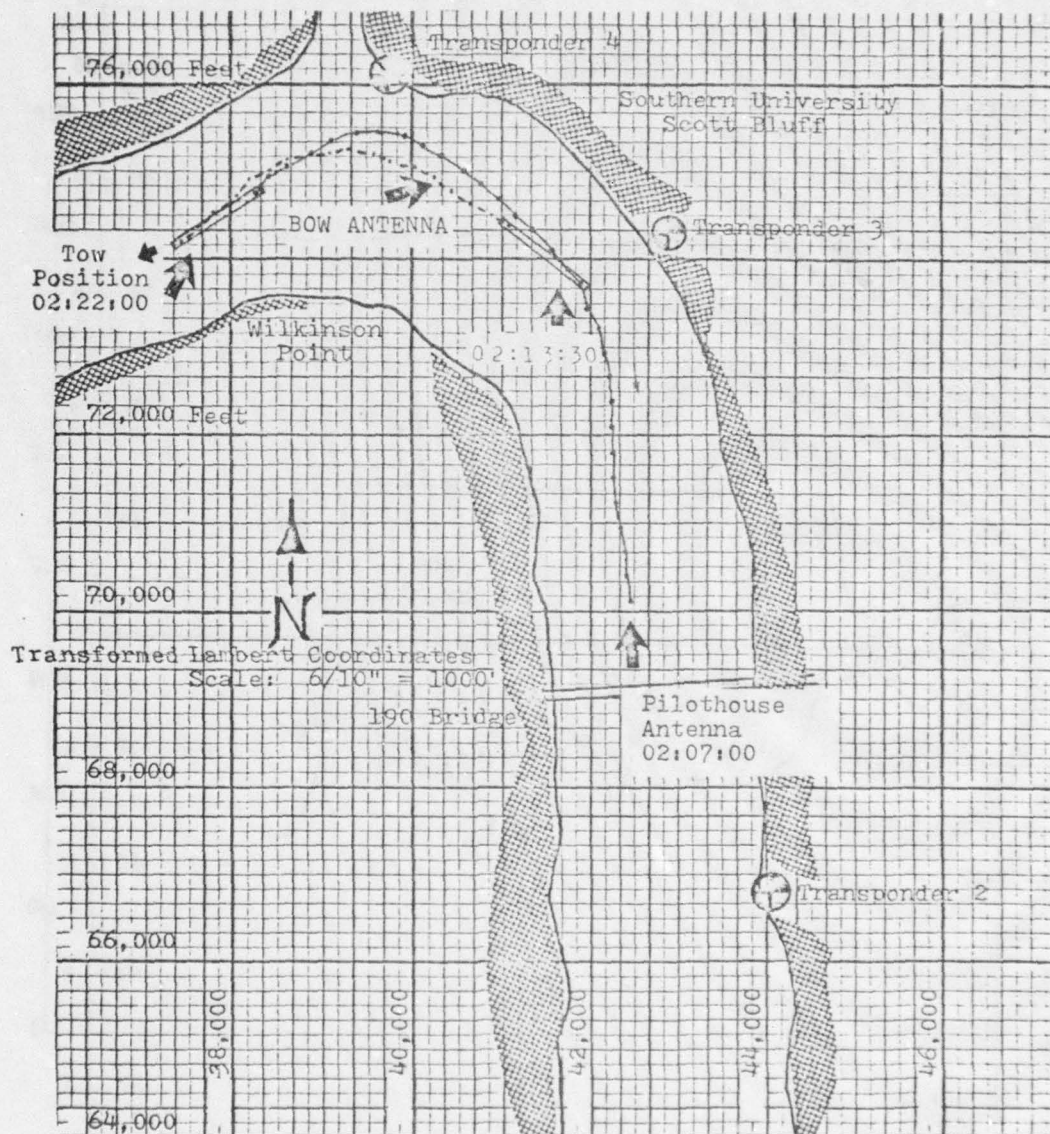 Transponder 4
76,000 Feet
Southern University
Scott Bluff
BOW ANTENNA
Transponder 3
Tow
Position
02:22:00
Wilkinson
Point
02:13:30
72,000 Feet
70,000
N
Transformed Lambert Coordinates
Scale: 6/10" = 1000'
190 Bridge
Pilothouse
Antenna
02:07:00
68,000
Transponder 2
66,000
38,000
40,000
42,000
44,000
46,000
64,000